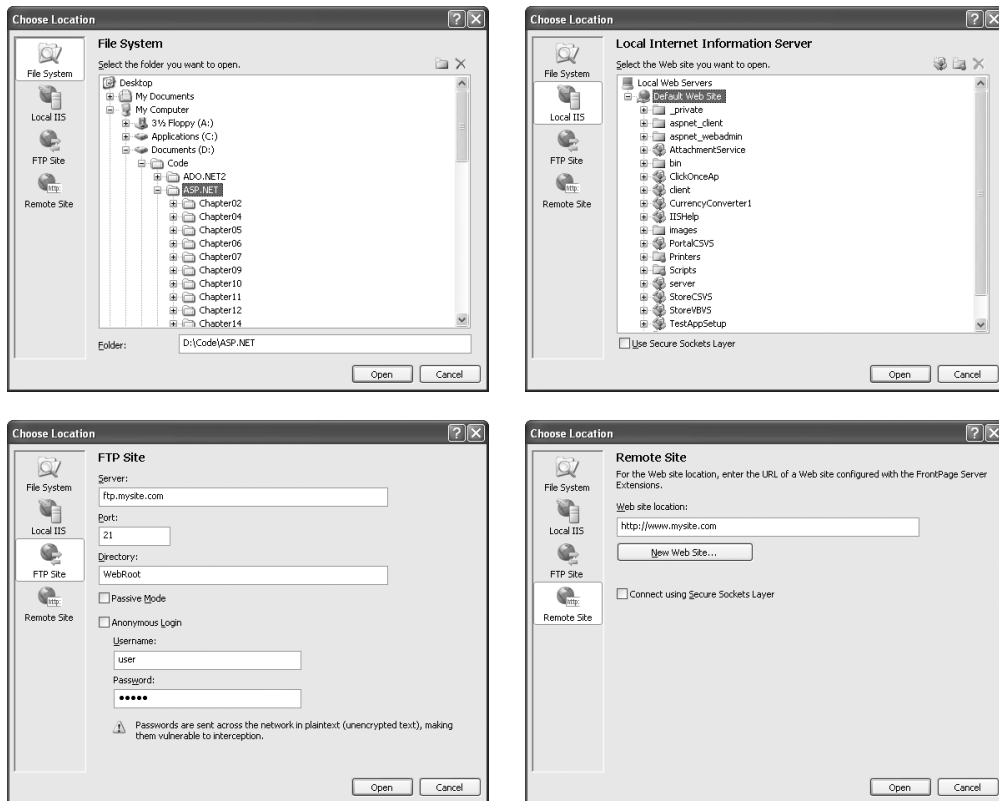 Choose Location
File System
Local IIS
FTP Site
Remote Site
File System
Select the folder you want to open.
Desktop
My Documents
My Computer
3½ Floppy (A:)
Applications (C:)
Documents (D:)
Code
ADO.NET2
ASP.NET
Chapter02
Chapter04
Chapter05
Chapter06
Chapter07
Chapter09
Chapter10
Chapter11
Chapter12
Chapter14
Folder: D:\Code\ASP.NET
Open Cancel
Choose Location
File System
Local IIS
FTP Site
Remote Site
Local Internet Information Server
Select the Web site you want to open.
Local Web Servers
Default Web Site
_private
aspnet_client
aspnet_webadmin
AttachmentService
bin
ClickOnceAp
client
CurrencyConverter1
IISHelp
images
PortalCSVS
Printers
Scripts
server
StoreCSVS
StoreVBVS
TestAppSetup
Use Secure Sockets Layer
Open Cancel
Choose Location
File System
Local IIS
FTP Site
Remote Site
FTP Site
Server:
ftp.mysite.com
Port:
21
Directory:
WebRoot
Passive Mode
Anonymous Login
Username:
user
Password:
•••••
Passwords are sent across the network in plaintext (unencrypted text), making
them vulnerable to interception.
Open Cancel
Choose Location
File System
Local IIS
FTP Site
http:
Remote Site
Remote Site
For the Web site location, enter the URL of a Web site configured with the FrontPage Server
Extensions.
Web site location:
http://www.mysite.com
New Web Site...
Connect using Secure Sockets Layer
Open Cancel